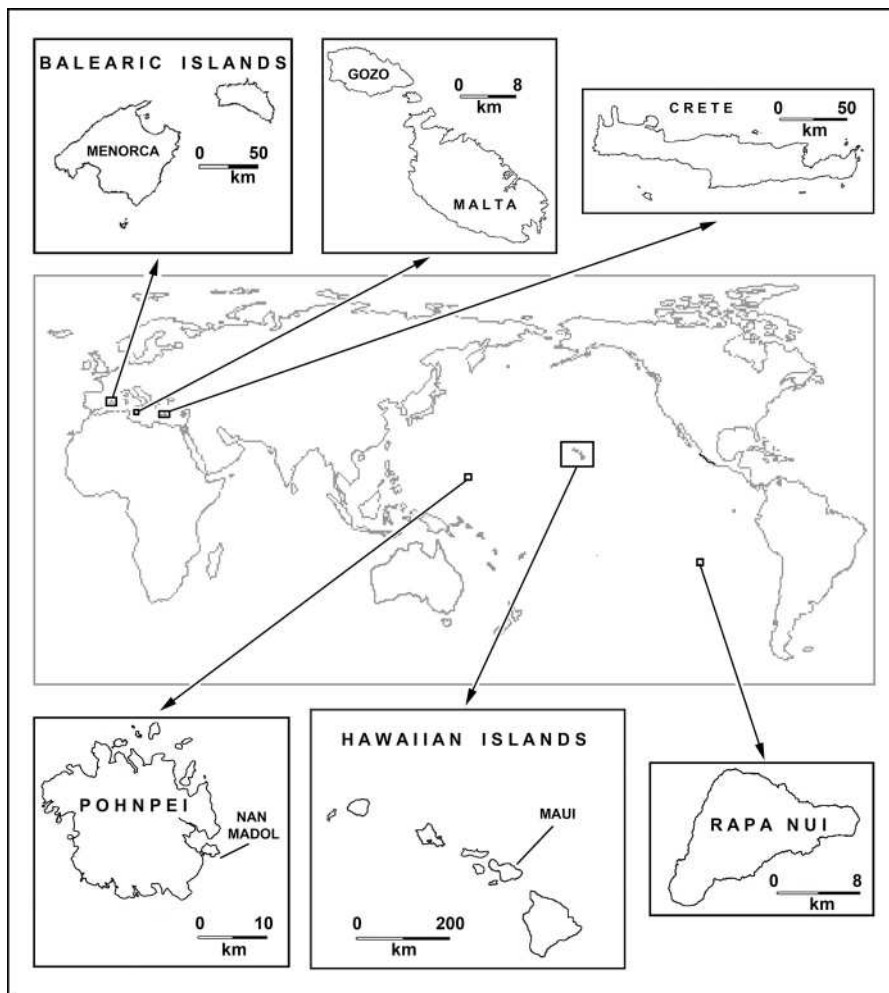 BALEARIC ISLANDS
MENORCA
0 50
km
GOZO
0 8
km
MALTA
CRETE
0 50
km
POHNPEI
NAN
MADOL
0 10
km
HAWAIIAN ISLANDS
MAUI
0 200
km
RAPA NUI
0 8
km